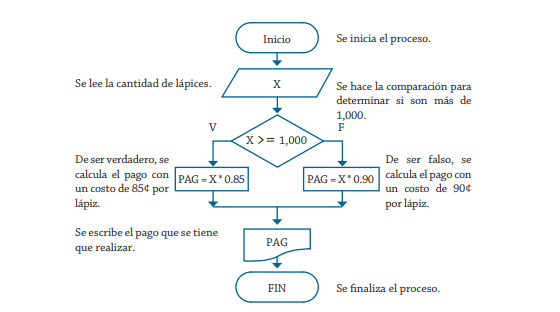 Inicio
Se inicia el proceso.
Se lee la cantidad de lápices.
X
Se hace la comparación para
determinar si son más de
1,000.
V
F
X >= 1,000
De ser verdadero, se
calcula el pago con
un costo de 85¢ por
lápiz.
PAG = X * 0.85
PAG = X * 0.90
De ser falso, se
calcula el pago con
un costo de 90¢
por lápiz.
Se escribe el pago que se tiene
que realizar.
PAG
FIN
Se finaliza el proceso.